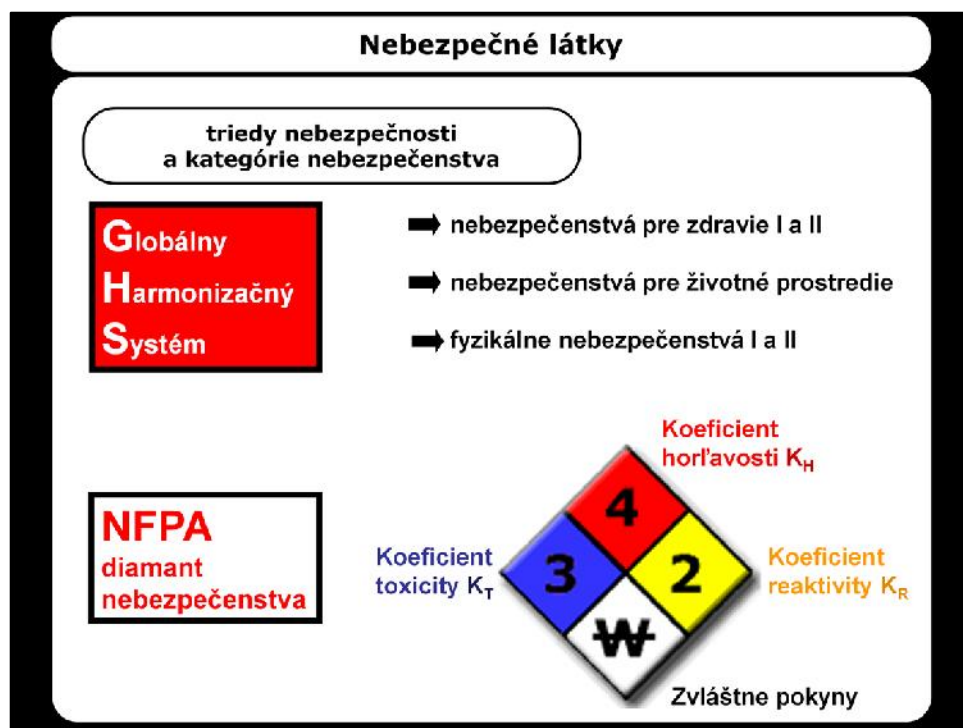 Nebezpečné látky
triedy nebezpečnosti
a kategórie nebezpečenstva
Globálny
Harmonizačný
Systém
nebezpečenstvá pre zdravie I a II
nebezpečenstvá pre životné prostredie
fyzikálne nebezpečenstvá I a II
NFPA
diamant
nebezpečenstva
Koeficient
horľavosti KH
Koeficient
toxicity KT
4
3
2
W
Koeficient
reaktivity KR
Zvláštne pokyny